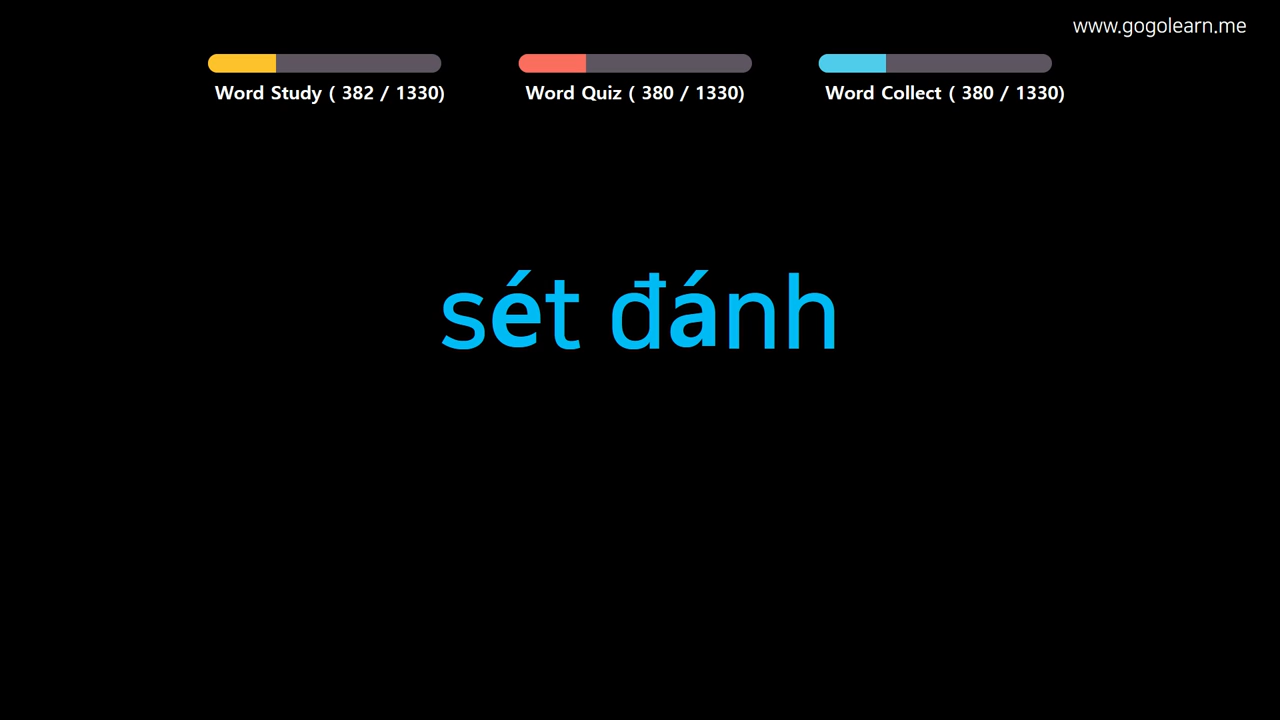 www.gogolearn.me
Word Study ( 382 / 1330)
Word Quiz ( 380 / 1330)
Word Collect ( 380 / 1330)
sét đánh